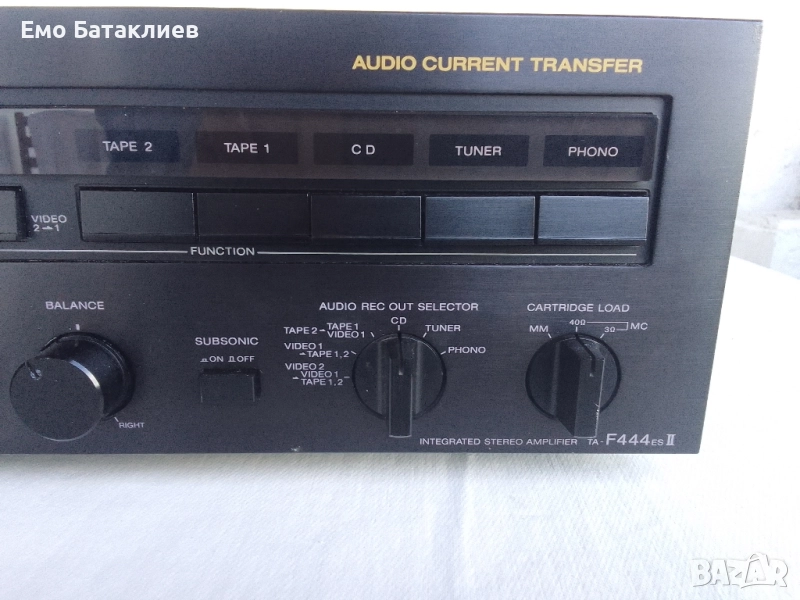 Емо Батаклиев
AUDIO CURRENT TRANSFER
TAPE 2 TAPE 1 CD TUNER PHONO
VIDEO
2→1
FUNCTION
BALANCE
RIGHT
SUBSONIC
ON OFF
AUDIO REC OUT SELECTOR
CD
TAPE 2→TAPE 1
VIDEO 1
TUNER
VIDEO 1
→TAPE 1,2
PHONO
VIDEO 2
→VIDEO 1
TAPE 1,2
CARTRIDGE LOAD
MM 40Ω 3Ω MC
INTEGRATED STEREO AMPLIFIER TA-F444ES II
BAZAR